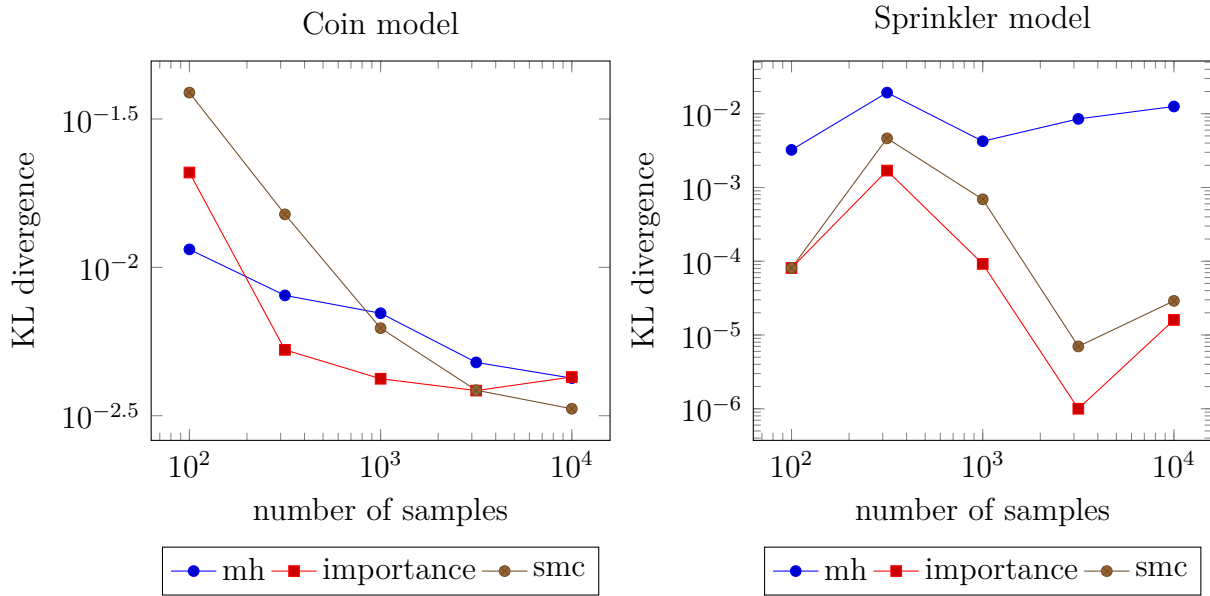 Coin model
10^{-1.5}
10^{-2}
10^{-2.5}
KL divergence
10^2 10^3 10^4
number of samples
mh importance smc
Sprinkler model
10^{-2}
10^{-3}
10^{-4}
10^{-5}
10^{-6}
KL divergence
10^2 10^3 10^4
number of samples
mh importance smc